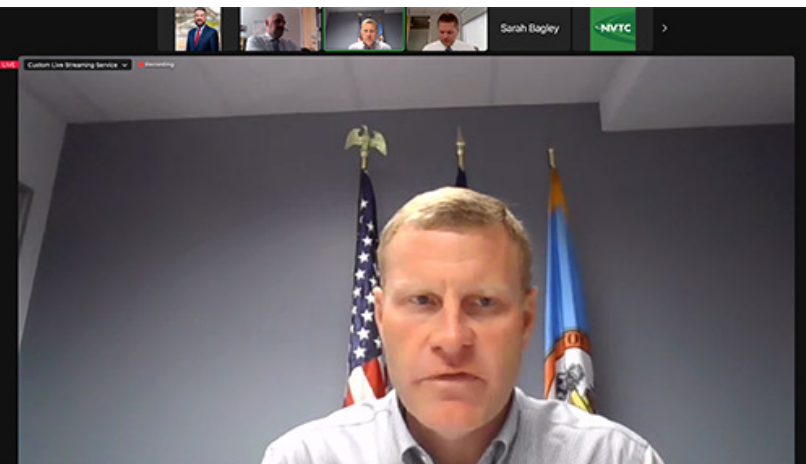 Sarah Bagley
NVTC
LIVE
Custom Live Streaming Service
Recording